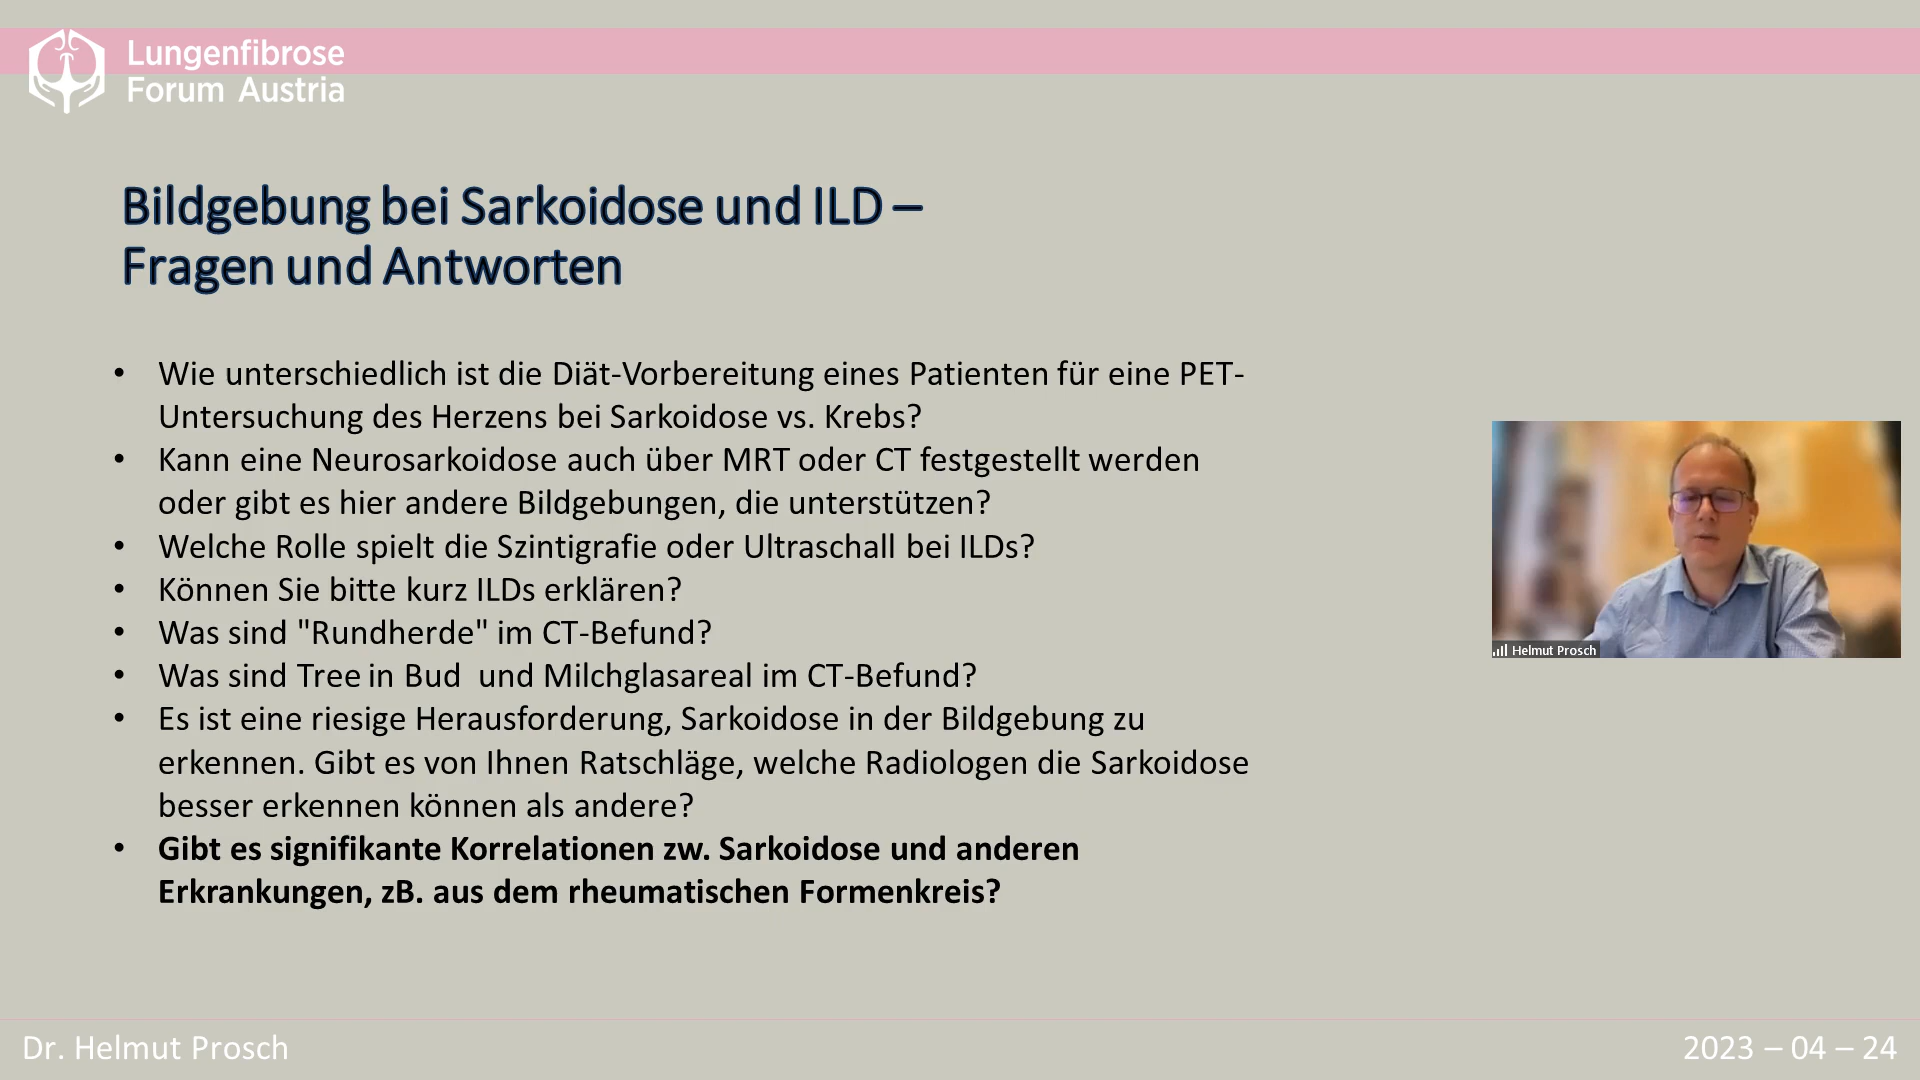 Lungenfibrose
Forum Austria
Bildgebung bei Sarkoidose und ILD –
Fragen und Antworten
• Wie unterschiedlich ist die Diät-Vorbereitung eines Patienten für eine PET-
Untersuchung des Herzens bei Sarkoidose vs. Krebs?
• Kann eine Neurosarkoidose auch über MRT oder CT festgestellt werden
oder gibt es hier andere Bildgebungen, die unterstützen?
• Welche Rolle spielt die Szintigrafie oder Ultraschall bei ILDs?
• Können Sie bitte kurz ILDs erklären?
• Was sind "Rundherde" im CT-Befund?
• Was sind Tree in Bud  und Milchglasareal im CT-Befund?
• Es ist eine riesige Herausforderung, Sarkoidose in der Bildgebung zu
erkennen. Gibt es von Ihnen Ratschläge, welche Radiologen die Sarkoidose
besser erkennen können als andere?
• Gibt es signifikante Korrelationen zw. Sarkoidose und anderen
Erkrankungen, zB. aus dem rheumatischen Formenkreis?
Helmut Prosch
Dr. Helmut Prosch
2023 – 04 – 24